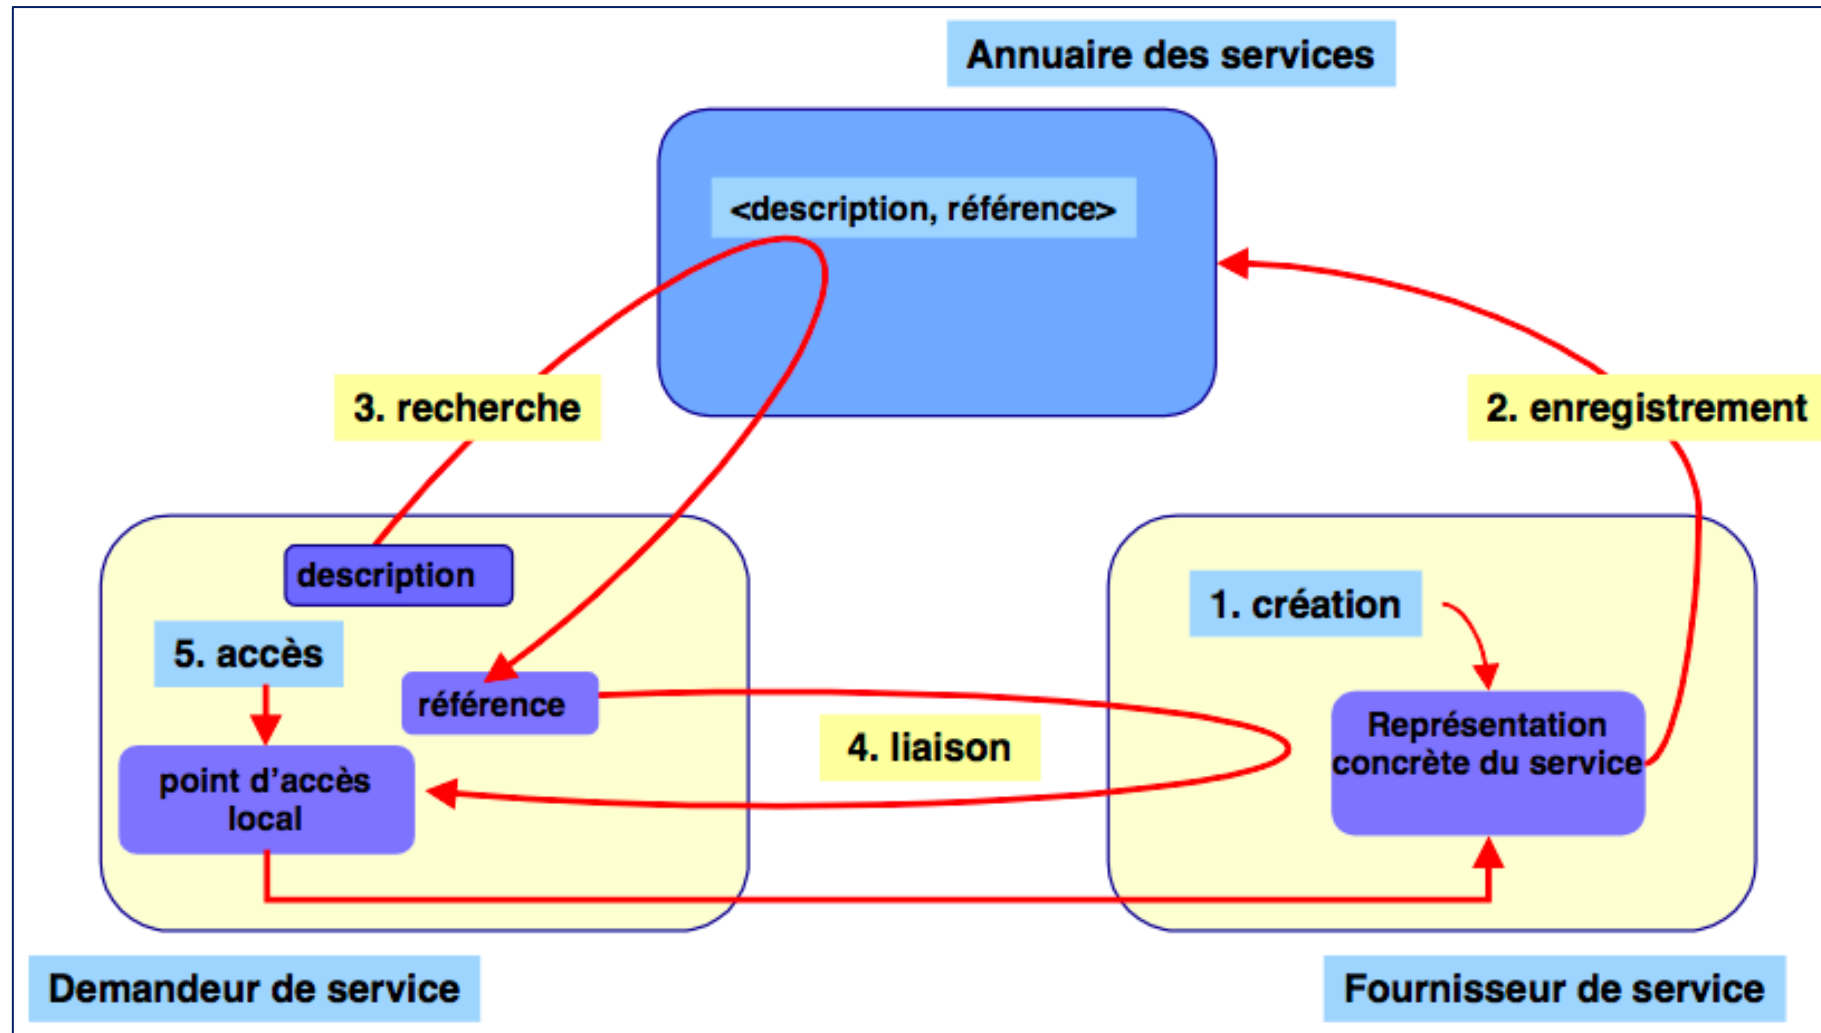 Annuaire des services
<description, référence>
3. recherche
2. enregistrement
description
1. création
5. accès
référence
Représentation
concrète du service
4. liaison
point d'accès
local
Demandeur de service
Fournisseur de service